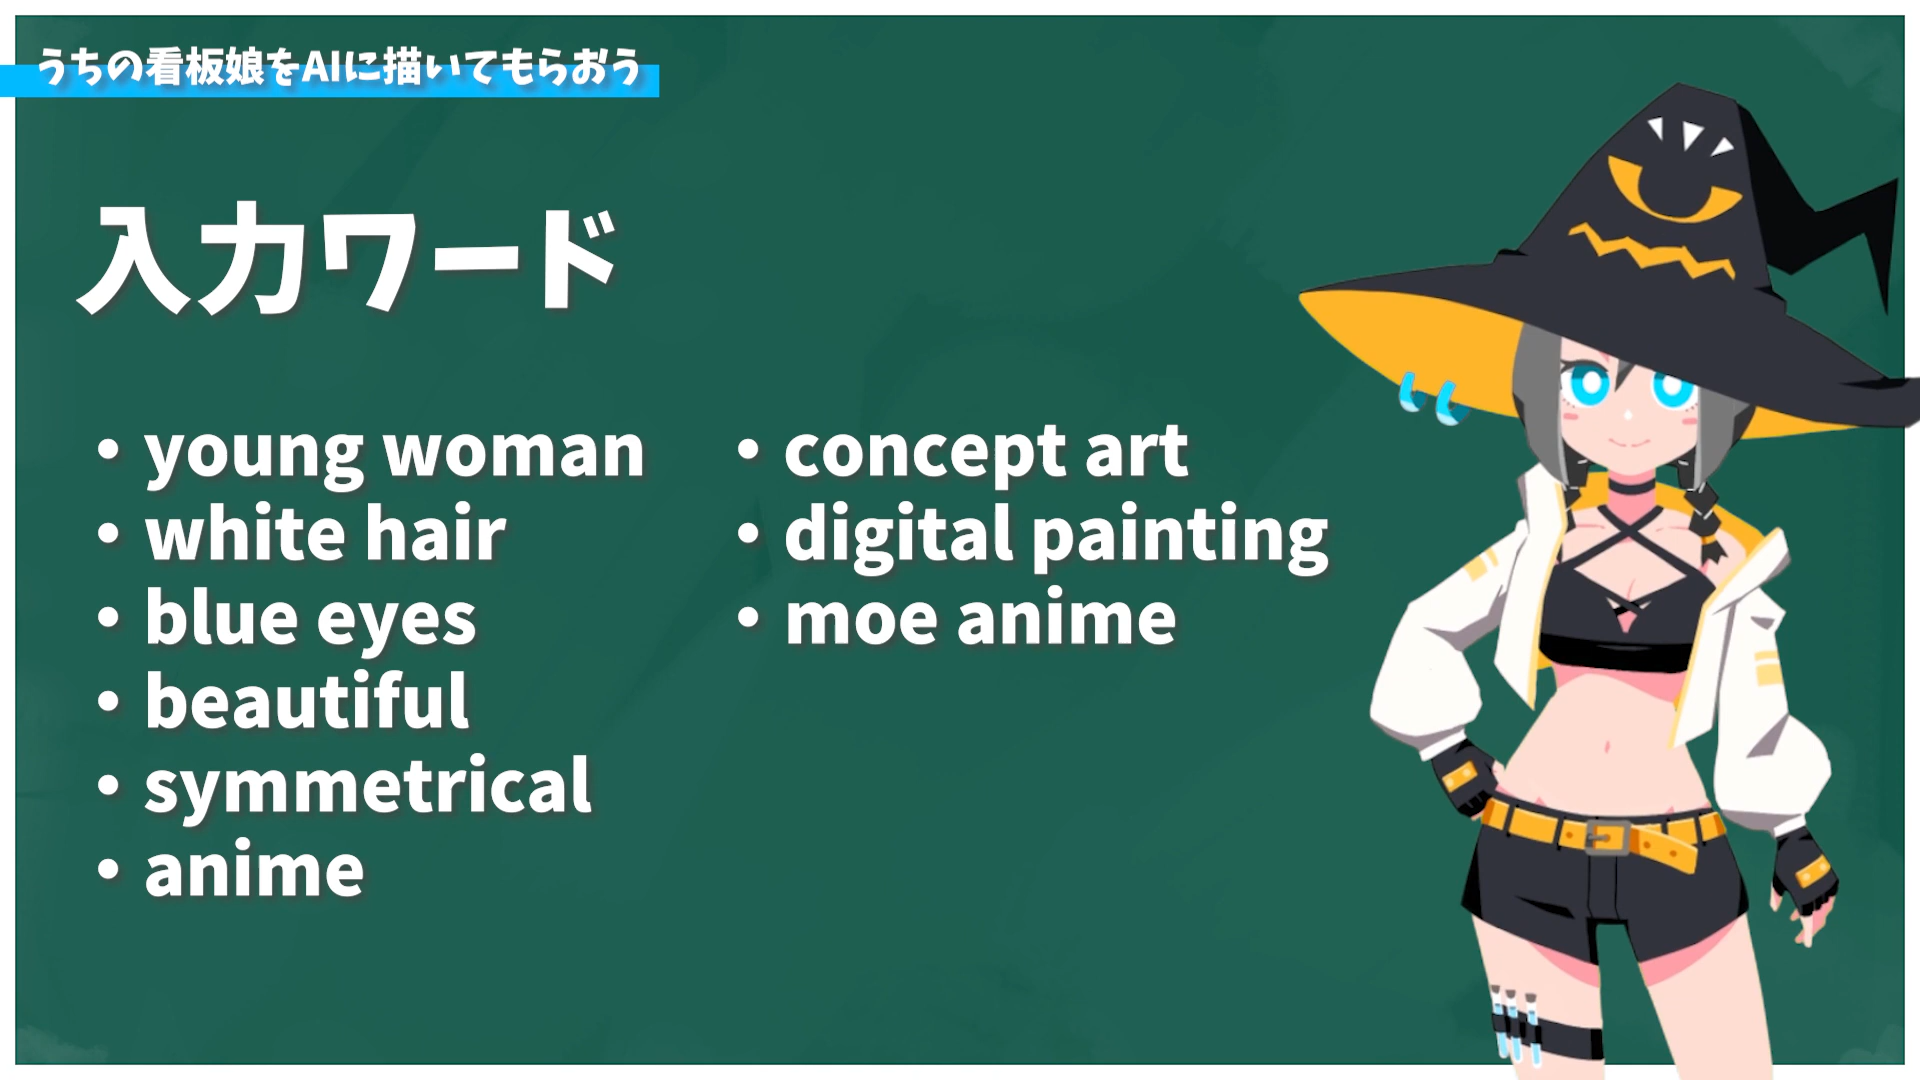 うちの看板娘をAIに描いてもらおう
入力ワード
・young woman
・white hair
・blue eyes
・beautiful
・symmetrical
・anime
・concept art
・digital painting
・moe anime